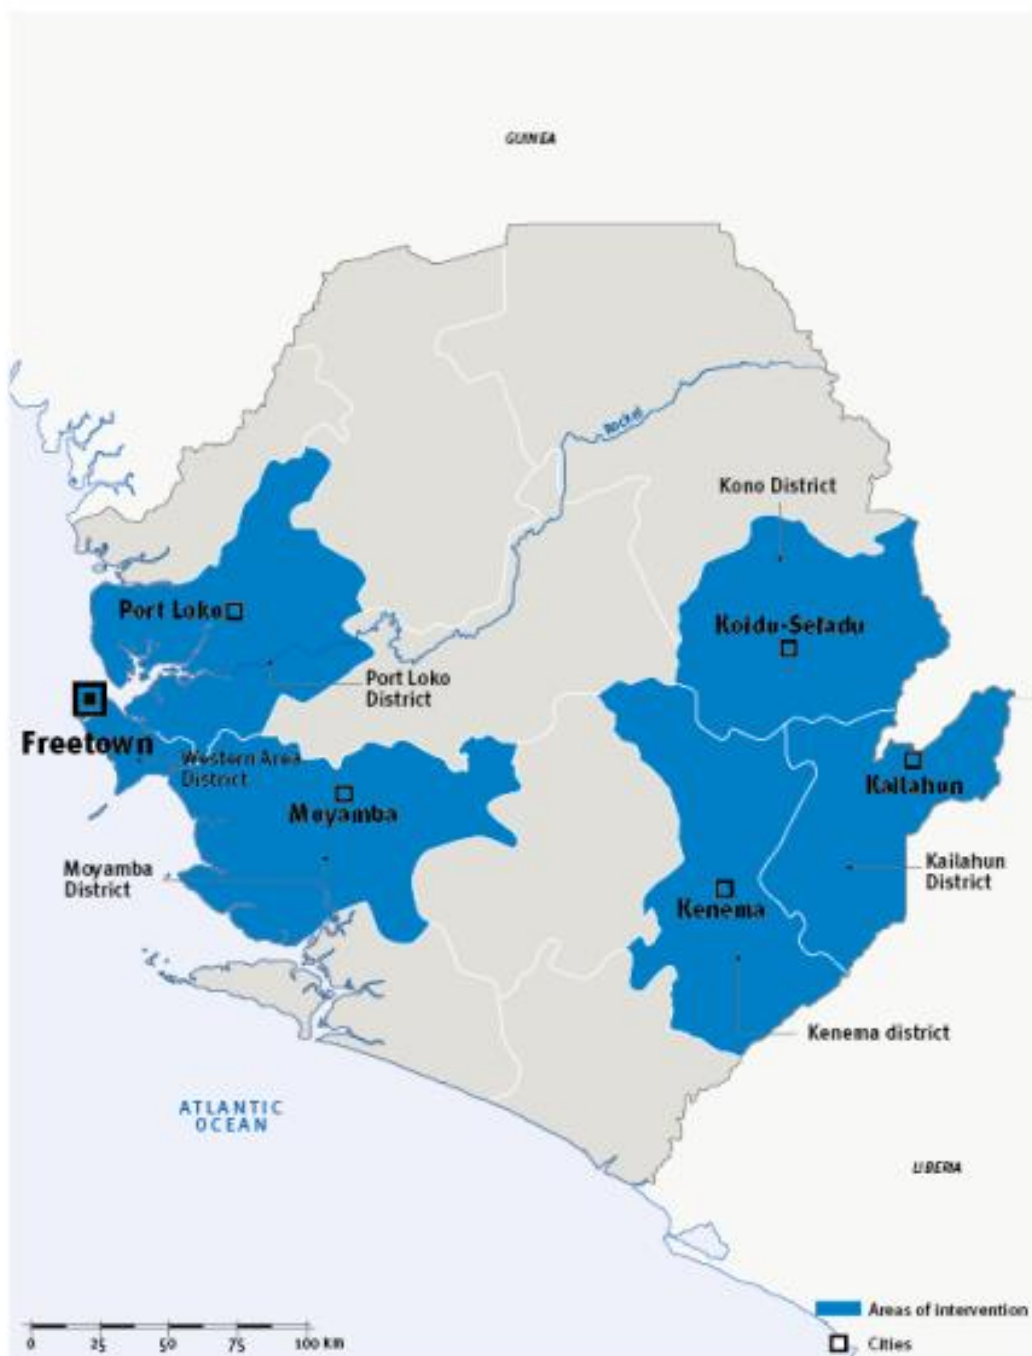 GUINEA
Rockel
Kono District
Port Loko
Koidu-Sefadu
Port Loko
District
Freetown
Western Area
District
Kailahun
Moyamba
Moyamba
District
Kailahun
District
Kenema
Kenema district
ATLANTIC
OCEAN
LIBERIA
Areas of intervention
0 25 50 75 100 km
Cities